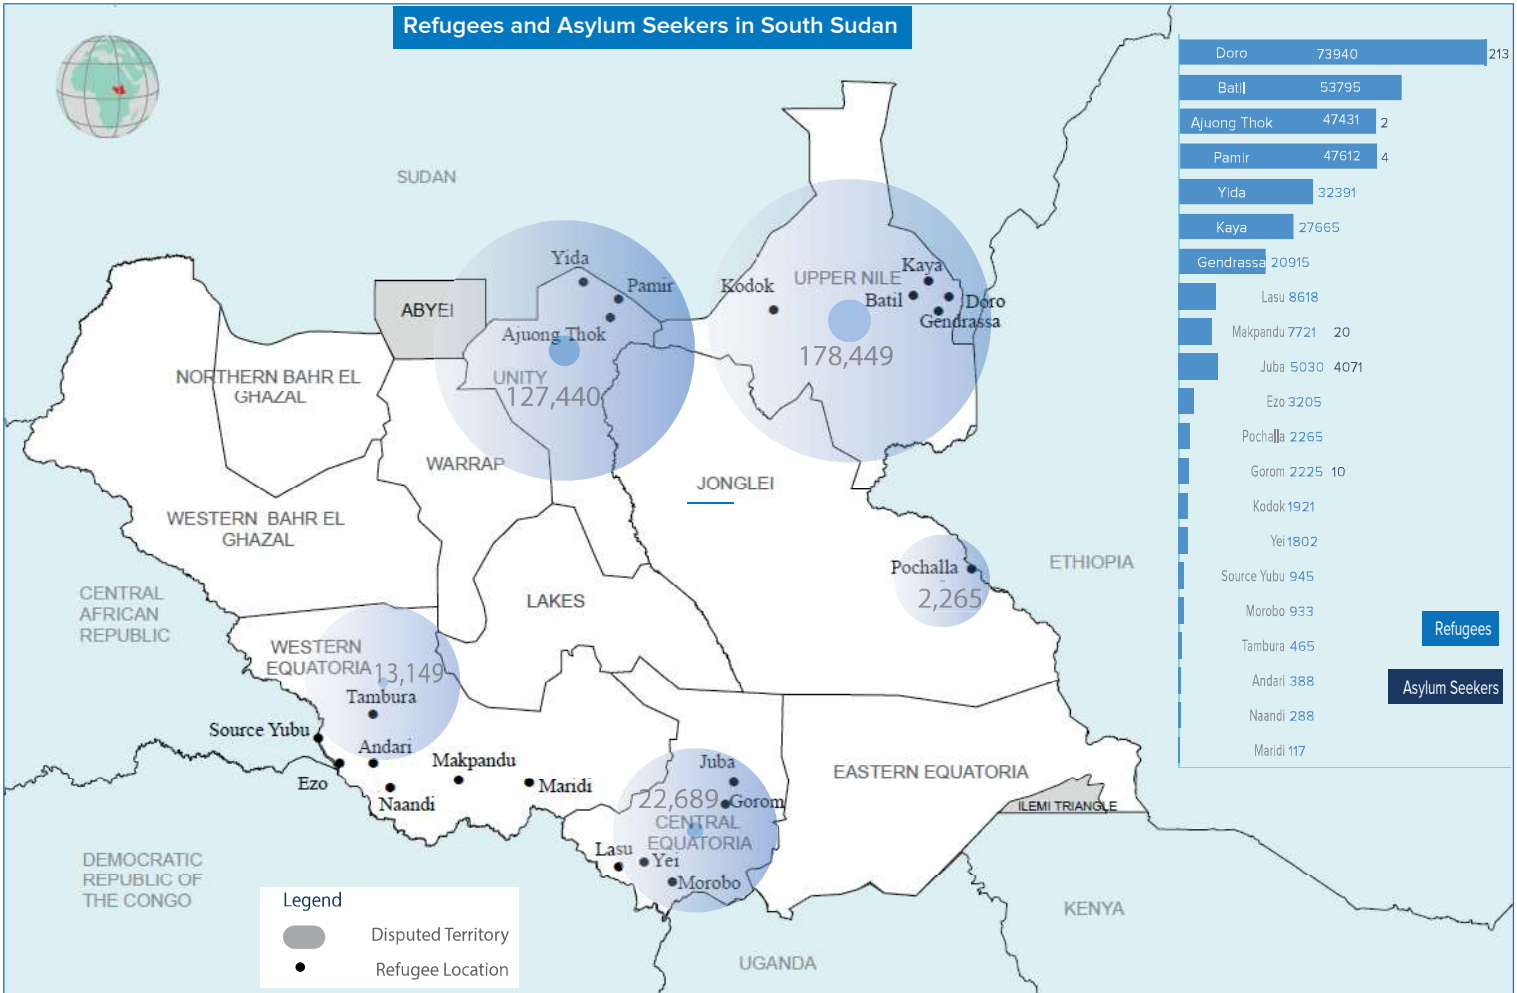 Refugees and Asylum Seekers in South Sudan
SUDAN
ABYEI
Yida
Pamir
Ajuong Thok
UNITY
127,440
Kodok
UPPER NILE
Kaya
Batil
Doro
Gendrassa
178,449
NORTHERN BAHR EL
GHAZAL
WARRAP
JONGLEI
WESTERN BAHR EL
GHAZAL
ETHIOPIA
Pochalla
2,265
CENTRAL
AFRICAN
REPUBLIC
LAKES
WESTERN
EQUATORIA
13,149
Tambura
Source Yubu
Andari
Ezo
Naandi
Makpandu
Maridi
Juba
22,689
Gorom
CENTRAL
EQUATORIA
Lasu
Yei
Morobo
EASTERN EQUATORIA
ILEMI TRIANGLE
DEMOCRATIC
REPUBLIC OF
THE CONGO
KENYA
UGANDA
Legend
Disputed Territory
Refugee Location
Doro 73940 213
Batil 53795
Ajuong Thok 47431 2
Pamir 47612 4
Yida 32391
Kaya 27665
Gendrassa 20915
Lasu 8618
Makpandu 7721 20
Juba 5030 4071
Ezo 3205
Pochalla 2265
Gorom 2225 10
Kodok 1921
Yei 1802
Source Yubu 945
Morobo 933
Tambura 465
Andari 388
Naandi 288
Maridi 117
Refugees
Asylum Seekers